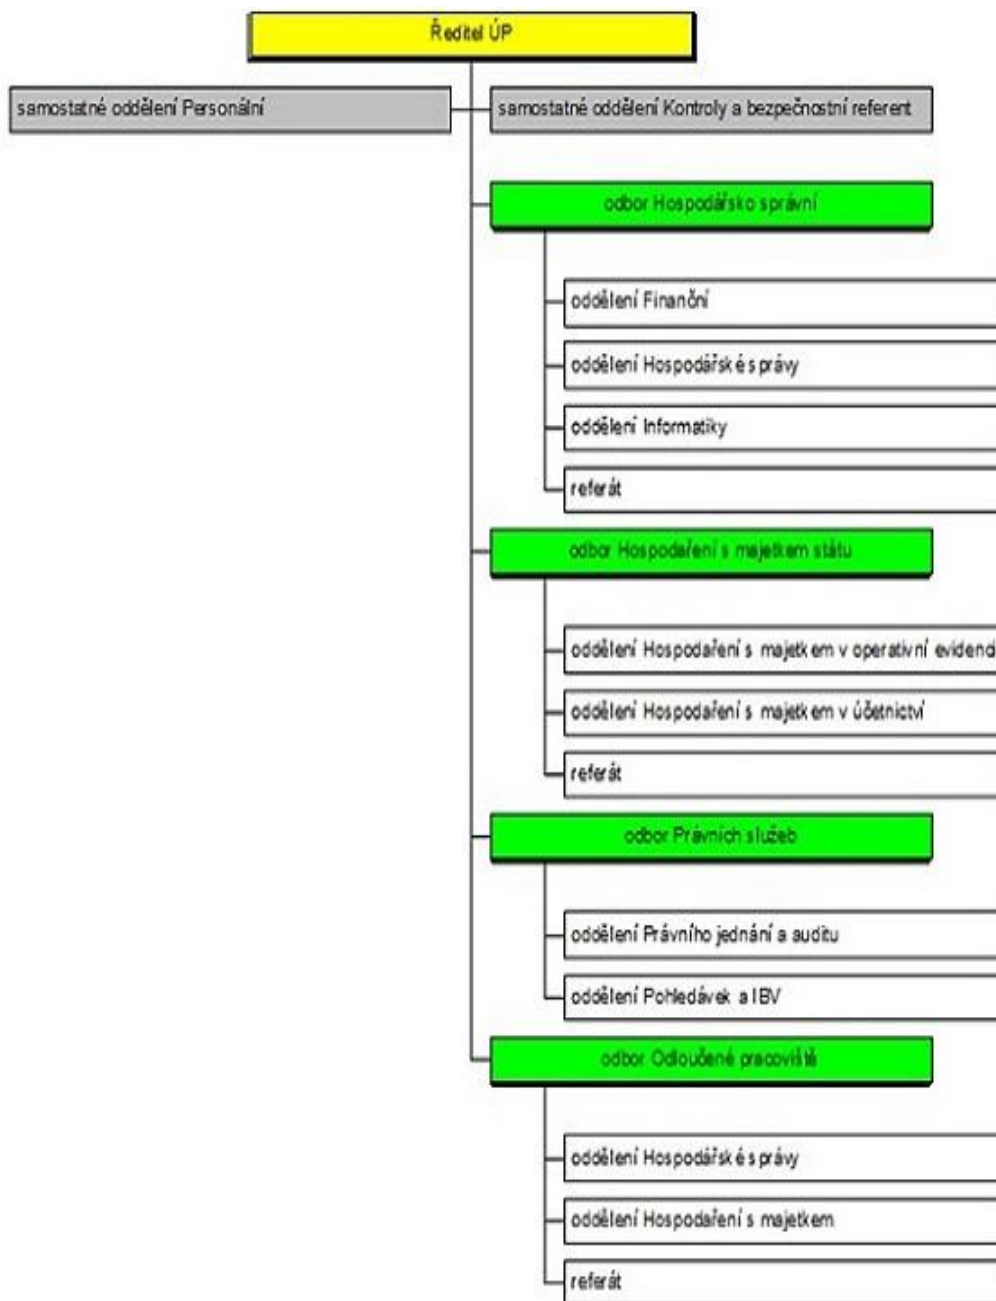 Ředitel ÚP
samostatné oddělení Personální
samostatné oddělení Kontroly a bezpečnostní referent
odbor Hospodářsko správní
oddělení Finanční
oddělení Hospodářské správy
oddělení Informatiky
referát
odbor Hospodaření s majetkem státu
oddělení Hospodaření s majetkem v operativní evidenci
oddělení Hospodaření s majetkem v účetnictví
referát
odbor Právních služeb
oddělení Právního jednání a auditu
oddělení Pohledávek a IBV
odbor Odloučené pracoviště
oddělení Hospodářské správy
oddělení Hospodaření s majetkem
referát